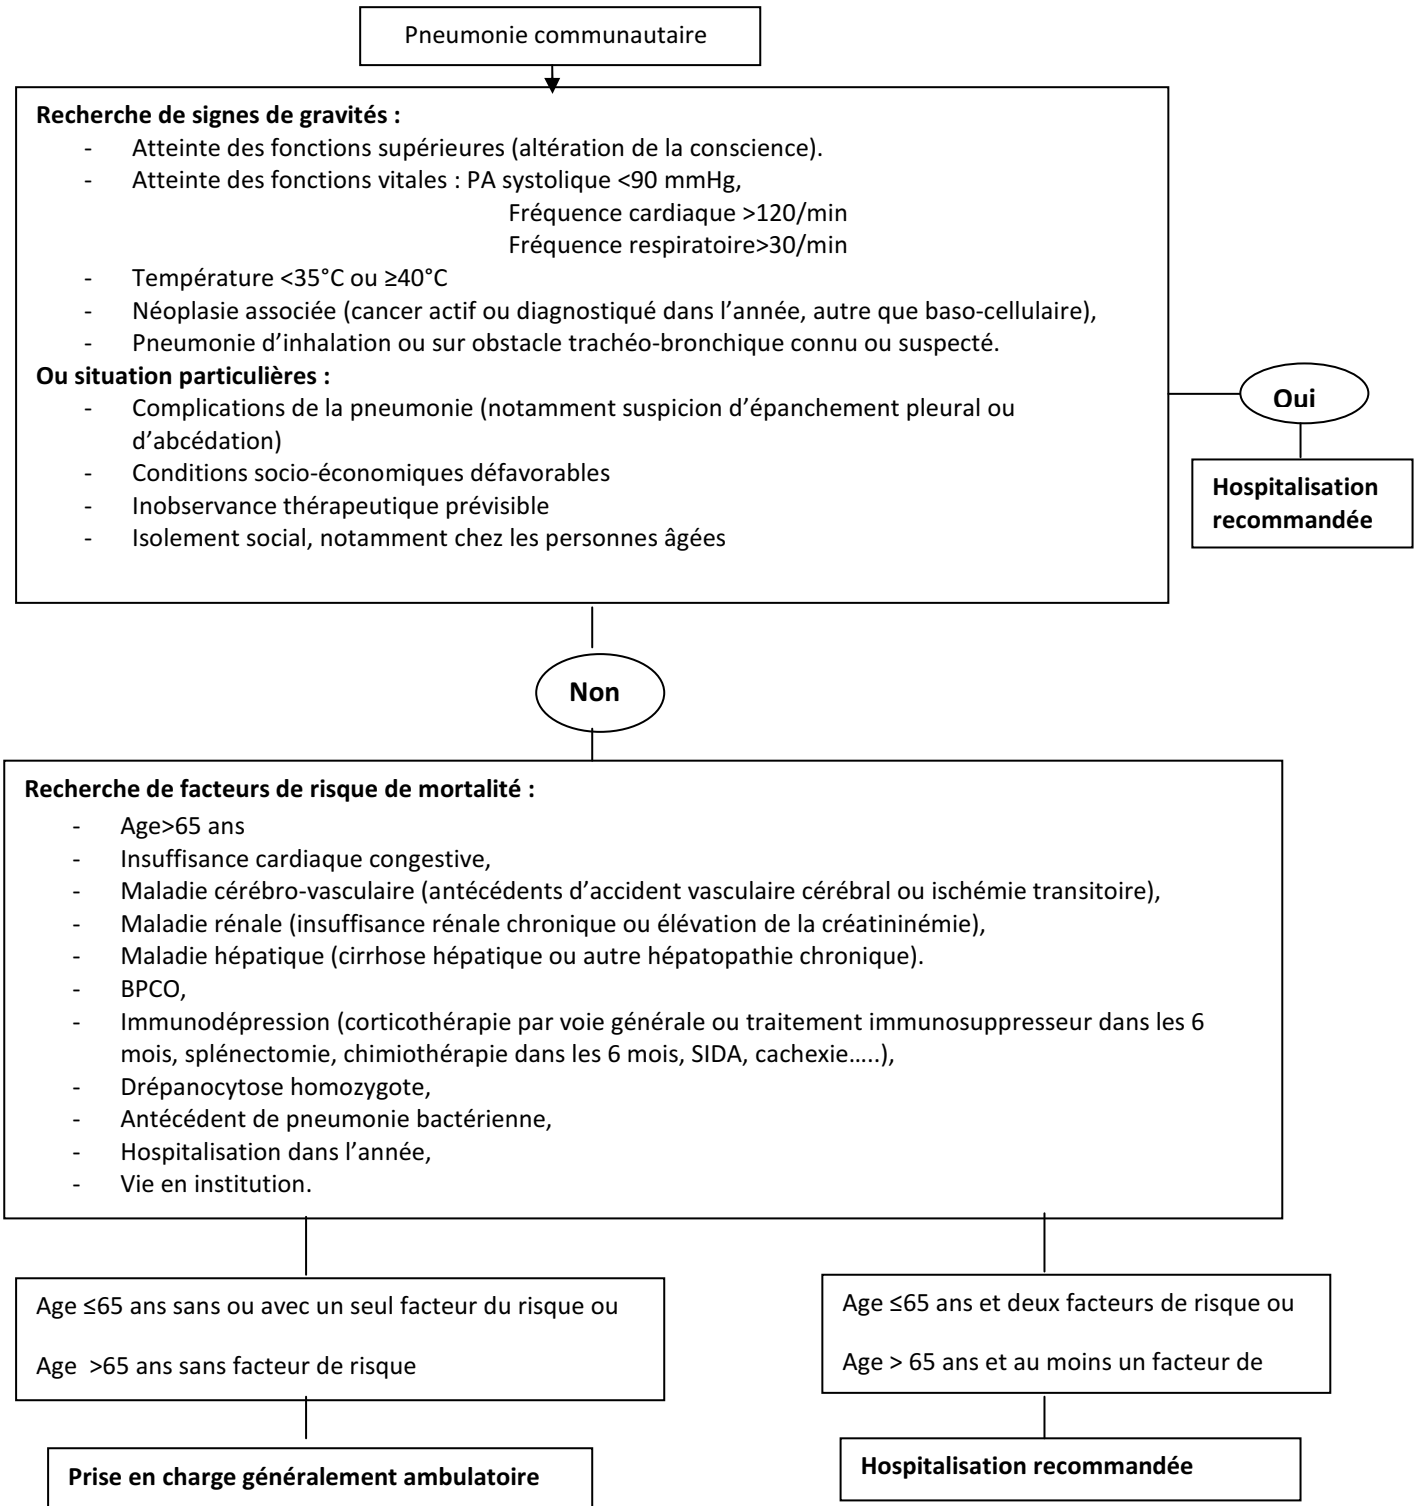 Pneumonie communautaire
Recherche de signes de gravités :
- Atteinte des fonctions supérieures (altération de la conscience).
- Atteinte des fonctions vitales : PA systolique <90 mmHg,
Fréquence cardiaque >120/min
Fréquence respiratoire>30/min
- Température <35°C ou ≥40°C
- Néoplasie associée (cancer actif ou diagnostiqué dans l’année, autre que baso-cellulaire),
- Pneumonie d’inhalation ou sur obstacle trachéo-bronchique connu ou suspecté.
Ou situation particulières :
- Complications de la pneumonie (notamment suspicion d’épanchement pleural ou
d’abcédation)
- Conditions socio-économiques défavorables
- Inobservance thérapeutique prévisible
- Isolement social, notamment chez les personnes âgées
Oui
Hospitalisation
recommandée
Non
Recherche de facteurs de risque de mortalité :
- Age>65 ans
- Insuffisance cardiaque congestive,
- Maladie cérébro-vasculaire (antécédents d’accident vasculaire cérébral ou ischémie transitoire),
- Maladie rénale (insuffisance rénale chronique ou élévation de la créatininémie),
- Maladie hépatique (cirrhose hépatique ou autre hépatopathie chronique).
- BPCO,
- Immunodépression (corticothérapie par voie générale ou traitement immunosuppresseur dans les 6
mois, splénectomie, chimiothérapie dans les 6 mois, SIDA, cachexie…..),
- Drépanocytose homozygote,
- Antécédent de pneumonie bactérienne,
- Hospitalisation dans l’année,
- Vie en institution.
Age ≤65 ans sans ou avec un seul facteur du risque ou
Age >65 ans sans facteur de risque
Age ≤65 ans et deux facteurs de risque ou
Age > 65 ans et au moins un facteur de
Prise en charge généralement ambulatoire
Hospitalisation recommandée